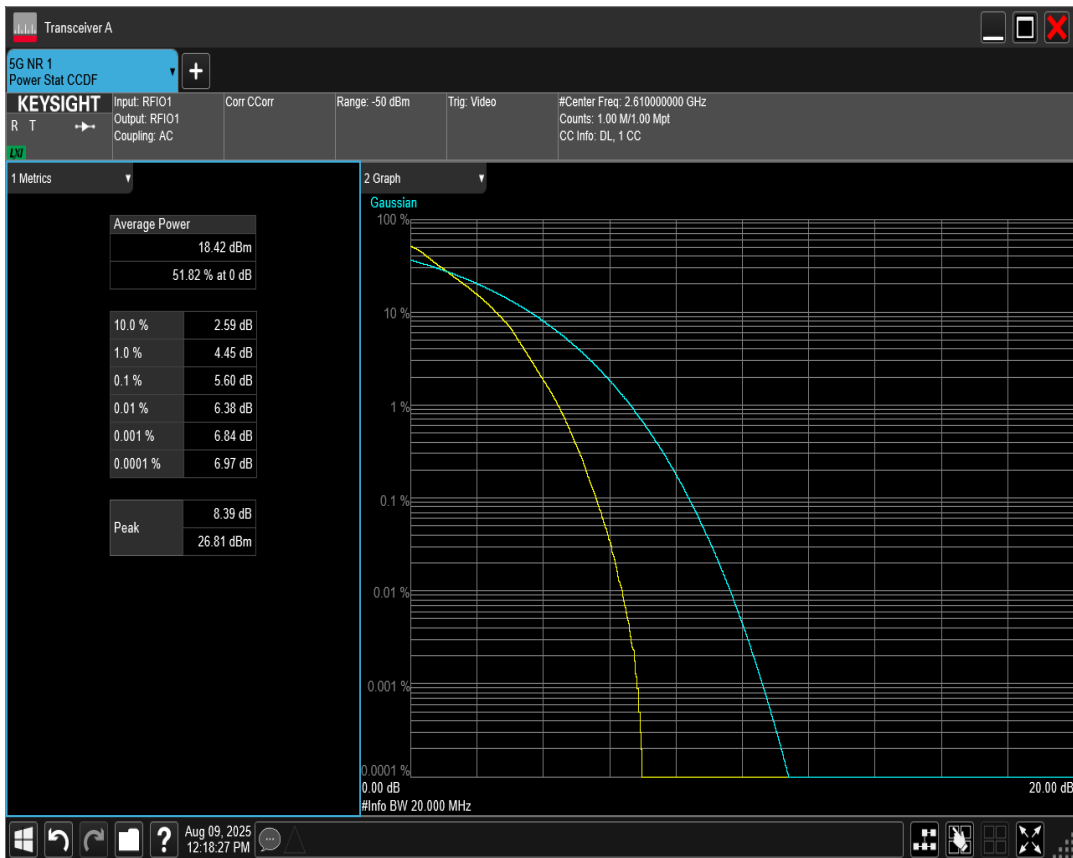 Transceiver A
5G NR 1
Power Stat CCDF
KEYSIGHT
R T
LXI
Input: RFIO1
Output: RFIO1
Coupling: AC
Corr CCorr
Range: -50 dBm
Trig: Video
#Center Freq: 2.610000000 GHz
Counts: 1.00 M/1.00 Mpt
CC Info: DL, 1 CC
1 Metrics
Average Power
18.42 dBm
51.82 % at 0 dB
10.0 % 2.59 dB
1.0 % 4.45 dB
0.1 % 5.60 dB
0.01 % 6.38 dB
0.001 % 6.84 dB
0.0001 % 6.97 dB
Peak 8.39 dB
26.81 dBm
2 Graph
Gaussian
100 %
10 %
1 %
0.1 %
0.01 %
0.001 %
0.0001 %
0.00 dB 20.00 dB
#Info BW 20.000 MHz
?
Aug 09, 2025
12:18:27 PM